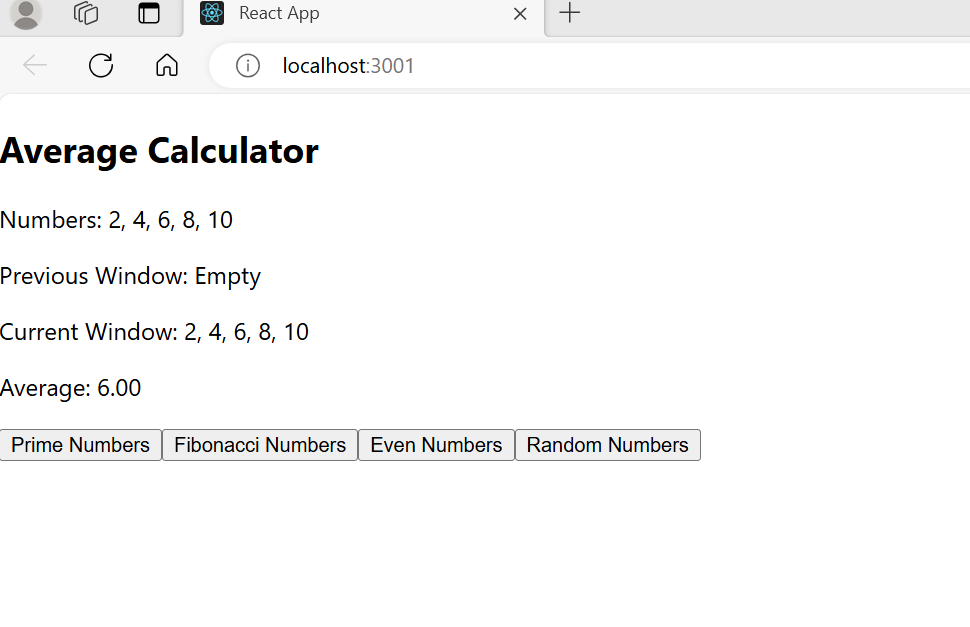 React App
localhost:3001
Average Calculator
Numbers: 2, 4, 6, 8, 10
Previous Window: Empty
Current Window: 2, 4, 6, 8, 10
Average: 6.00
Prime Numbers Fibonacci Numbers Even Numbers Random Numbers